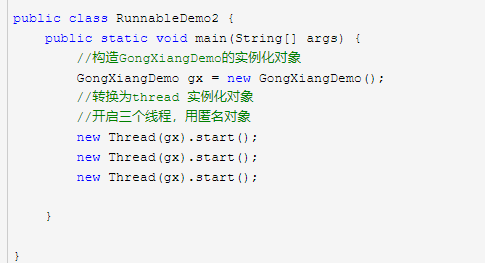 public class RunnableDemo2 {
public static void main(String[] args) {
//构造GongXiangDemo的实例化对象
GongXiangDemo gx = new GongXiangDemo();
//转换为thread 实例化对象
//开启三个线程，用匿名对象
new Thread(gx).start();
new Thread(gx).start();
new Thread(gx).start();
}
}